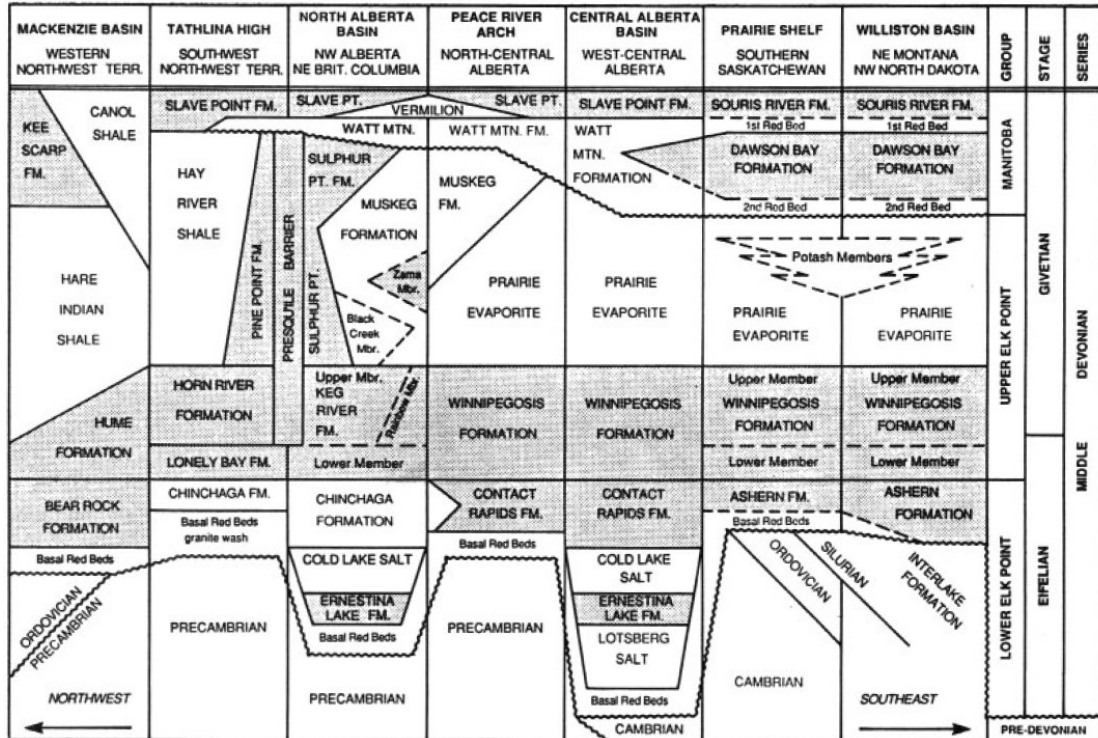 MACKENZIE BASIN
WESTERN
NORTHWEST TERR.
TATHLINA HIGH
SOUTHWEST
NORTHWEST TERR.
NORTH ALBERTA
BASIN
NW ALBERTA
NE BRIT. COLUMBIA
PEACE RIVER
ARCH
NORTH-CENTRAL
ALBERTA
CENTRAL ALBERTA
BASIN
WEST-CENTRAL
ALBERTA
PRAIRIE SHELF
SOUTHERN
SASKATCHEWAN
WILLISTON BASIN
NE MONTANA
NW NORTH DAKOTA
GROUP
STAGE
SERIES
KEE
SCARP
FM.
CANOL
SHALE
HARE
INDIAN
SHALE
HUME
FORMATION
BEAR ROCK
FORMATION
Basal Red Beds
ORDOVICIAN
PRECAMBRIAN
NORTHWEST
SLAVE POINT FM.
HAY
RIVER
SHALE
PINE POINT FM.
PRESQU'ILE BARRIER
HORN RIVER
FORMATION
LONELY BAY FM.
CHINCHAGA FM.
Basal Red Beds
granite wash
PRECAMBRIAN
SLAVE PT.
VERMILION
WATT MTN.
SULPHUR
PT. FM.
MUSKEG
FORMATION
SULPHUR PT.
Zama
Mbr.
Black
Creek
Mbr.
Upper Mbr.
KEG
RIVER
FM.
Rainbow Mbr.
Lower Member
CHINCHAGA
FORMATION
COLD LAKE SALT
ERNESTINA
LAKE FM.
Basal Red Beds
PRECAMBRIAN
SLAVE PT.
WATT MTN. FM.
MUSKEG
FM.
PRAIRIE
EVAPORITE
WINNIPEGOSIS
FORMATION
CONTACT
RAPIDS FM.
Basal Red Beds
PRECAMBRIAN
SLAVE POINT FM.
WATT
MTN.
FORMATION
PRAIRIE
EVAPORITE
WINNIPEGOSIS
FORMATION
CONTACT
RAPIDS FM.
COLD LAKE
SALT
ERNESTINA
LAKE FM.
LOTSBERG
SALT
Basal Red Beds
CAMBRIAN
SOURIS RIVER FM.
1st Red Bed
DAWSON BAY
FORMATION
2nd Red Bed
Potash Members
PRAIRIE
EVAPORITE
Upper Member
WINNIPEGOSIS
FORMATION
Lower Member
ASHERN FM.
Basal Red Beds
ORDOVICIAN
SILURIAN
CAMBRIAN
SOURIS RIVER FM.
1st Red Bed
DAWSON BAY
FORMATION
2nd Red Bed
PRAIRIE
EVAPORITE
Upper Member
WINNIPEGOSIS
FORMATION
Lower Member
ASHERN
FORMATION
INTERLAKE
FORMATION
SOUTHEAST
MANITOBA
UPPER ELK POINT
LOWER ELK POINT
GIVETIAN
EIFELIAN
MIDDLE DEVONIAN
PRE-DEVONIAN